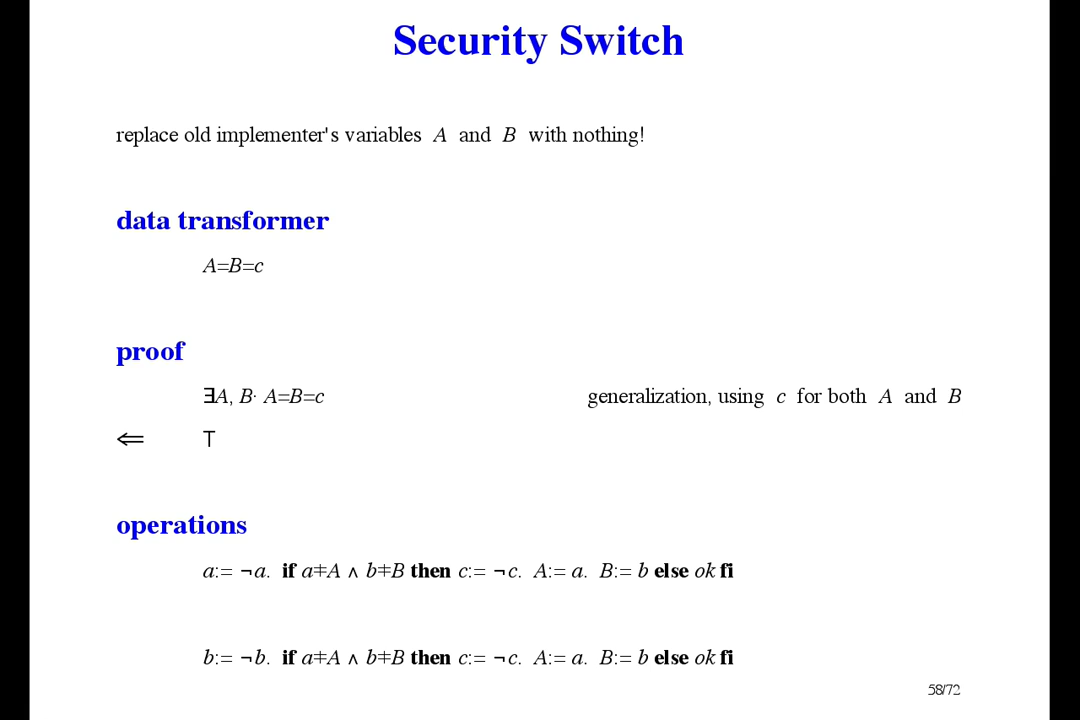 Security Switch
replace old implementer's variables A and B with nothing!
data transformer
A=B=c
proof
∃A, B· A=B=c generalization, using c for both A and B
⇐ T
operations
a:= ¬a. if a⧧A ∧ b⧧B then c:= ¬c. A:= a. B:= b else ok fi
b:= ¬b. if a⧧A ∧ b⧧B then c:= ¬c. A:= a. B:= b else ok fi
58/72